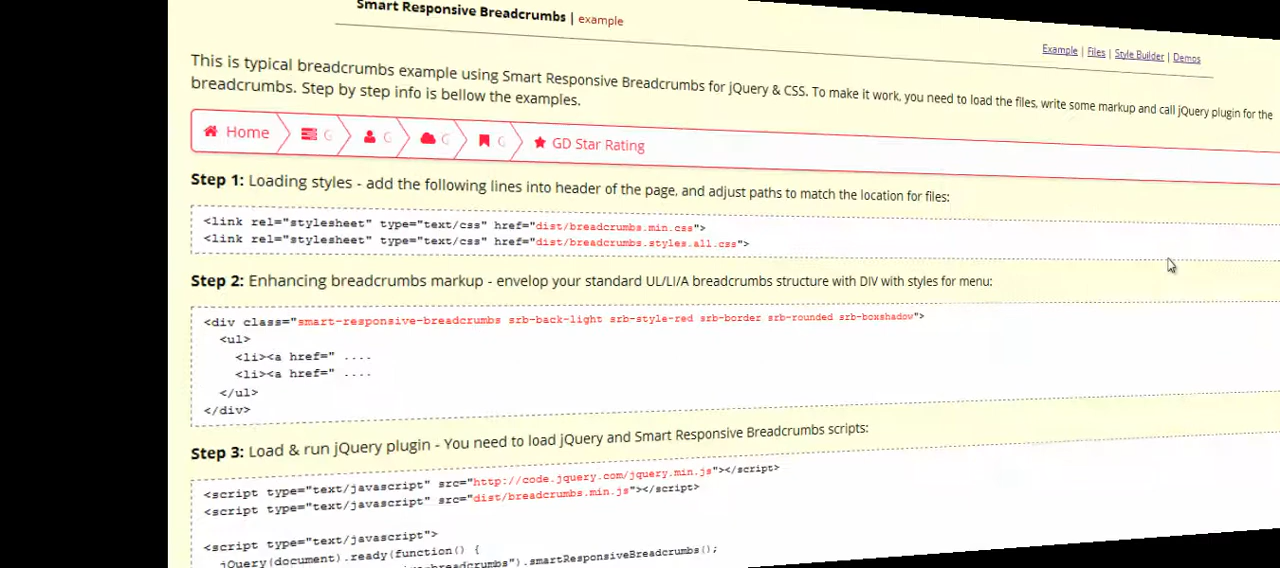 Smart Responsive Breadcrumbs | example
Example | Files | Style Builder | Demos
This is typical breadcrumbs example using Smart Responsive Breadcrumbs for jQuery & CSS. To make it work, you need to load the files, write some markup and call jQuery plugin for the
breadcrumbs. Step by step info is bellow the examples.
Home G G G G GD Star Rating
Step 1: Loading styles - add the following lines into header of the page, and adjust paths to match the location for files:
<link rel="stylesheet" type="text/css" href="dist/breadcrumbs.min.css">
<link rel="stylesheet" type="text/css" href="dist/breadcrumbs.styles.all.css">
Step 2: Enhancing breadcrumbs markup - envelop your standard UL/LI/A breadcrumbs structure with DIV with styles for menu:
<div class="smart-responsive-breadcrumbs srb-back-light srb-style-red srb-border srb-rounded srb-boxshadow">
<ul>
<li><a href=" ....
<li><a href=" ....
</ul>
</div>
Step 3: Load & run jQuery plugin - You need to load jQuery and Smart Responsive Breadcrumbs scripts:
<script type="text/javascript" src="http://code.jquery.com/jquery.min.js"></script>
<script type="text/javascript" src="dist/breadcrumbs.min.js"></script>
<script type="text/javascript">
jQuery(document).ready(function() {
breadcrumbs").smartResponsiveBreadcrumbs();